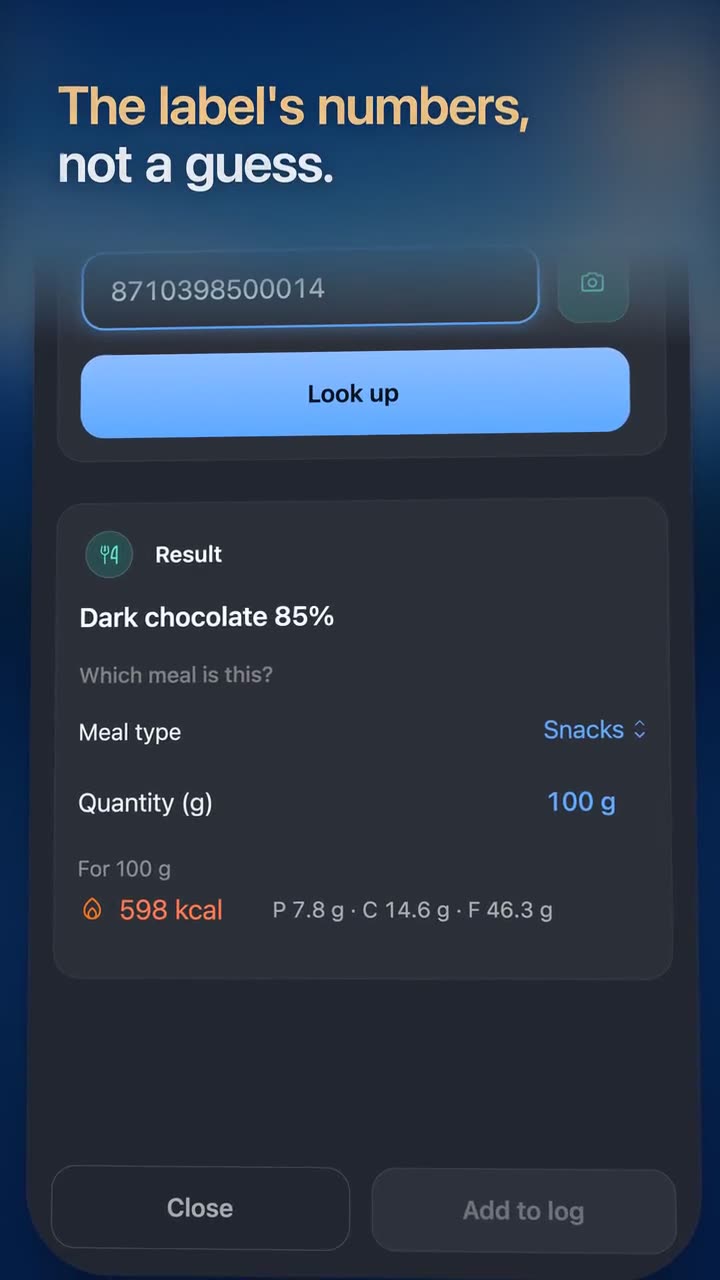 The label's numbers,
not a guess.
8710398500014
Look up
Result
Dark chocolate 85%
Which meal is this?
Meal type
Snacks
Quantity (g)
100 g
For 100 g
598 kcal
P 7.8 g · C 14.6 g · F 46.3 g
Close
Add to log